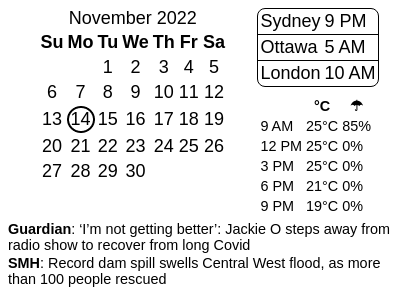 November 2022
Su Mo Tu We Th Fr Sa
1 2 3 4 5
6 7 8 9 10 11 12
13 14 15 16 17 18 19
20 21 22 23 24 25 26
27 28 29 30
Sydney 9 PM
Ottawa 5 AM
London 10 AM
°C ☂
9 AM 25°C 85%
12 PM 25°C 0%
3 PM 25°C 0%
6 PM 21°C 0%
9 PM 19°C 0%
Guardian: ‘I’m not getting better’: Jackie O steps away from
radio show to recover from long Covid
SMH: Record dam spill swells Central West flood, as more
than 100 people rescued